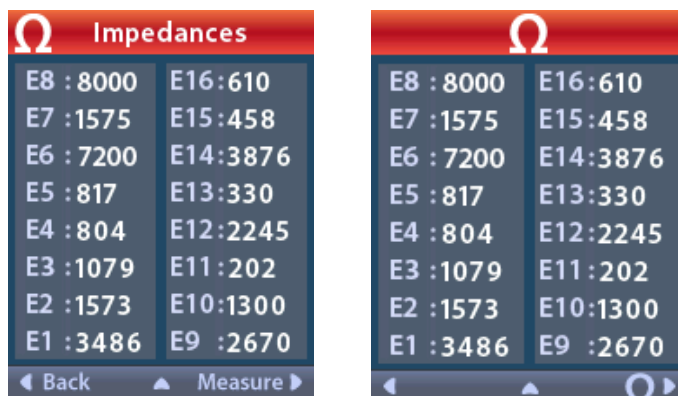 Ω Impedances
E8 : 8000 E16:610
E7 :1575 E15:458
E6 : 7200 E14:3876
E5 : 817 E13:330
E4 : 804 E12:2245
E3 :1079 E11:202
E2 :1573 E10:1300
E1 :3486 E9 :2670
Back Measure
Ω
E8 : 8000 E16:610
E7 :1575 E15:458
E6 : 7200 E14:3876
E5 : 817 E13:330
E4 : 804 E12:2245
E3 :1079 E11:202
E2 :1573 E10:1300
E1 :3486 E9 :2670
Ω